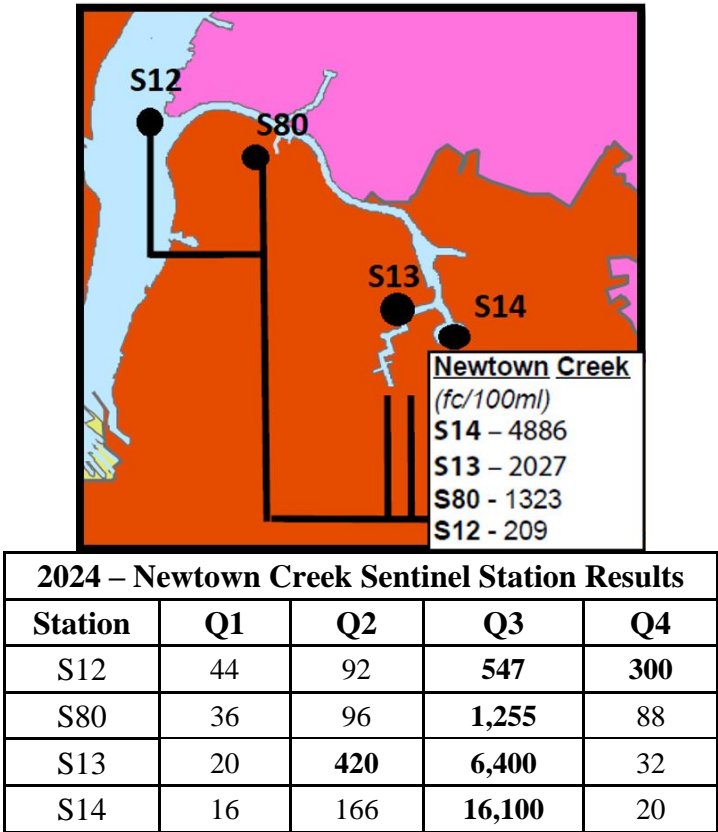 S12
S80
S13
S14
Newtown Creek
(fc/100ml)
S14 – 4886
S13 – 2027
S80 - 1323
S12 - 209
2024 – Newtown Creek Sentinel Station Results
Station Q1 Q2 Q3 Q4
S12 44 92 547 300
S80 36 96 1,255 88
S13 20 420 6,400 32
S14 16 166 16,100 20